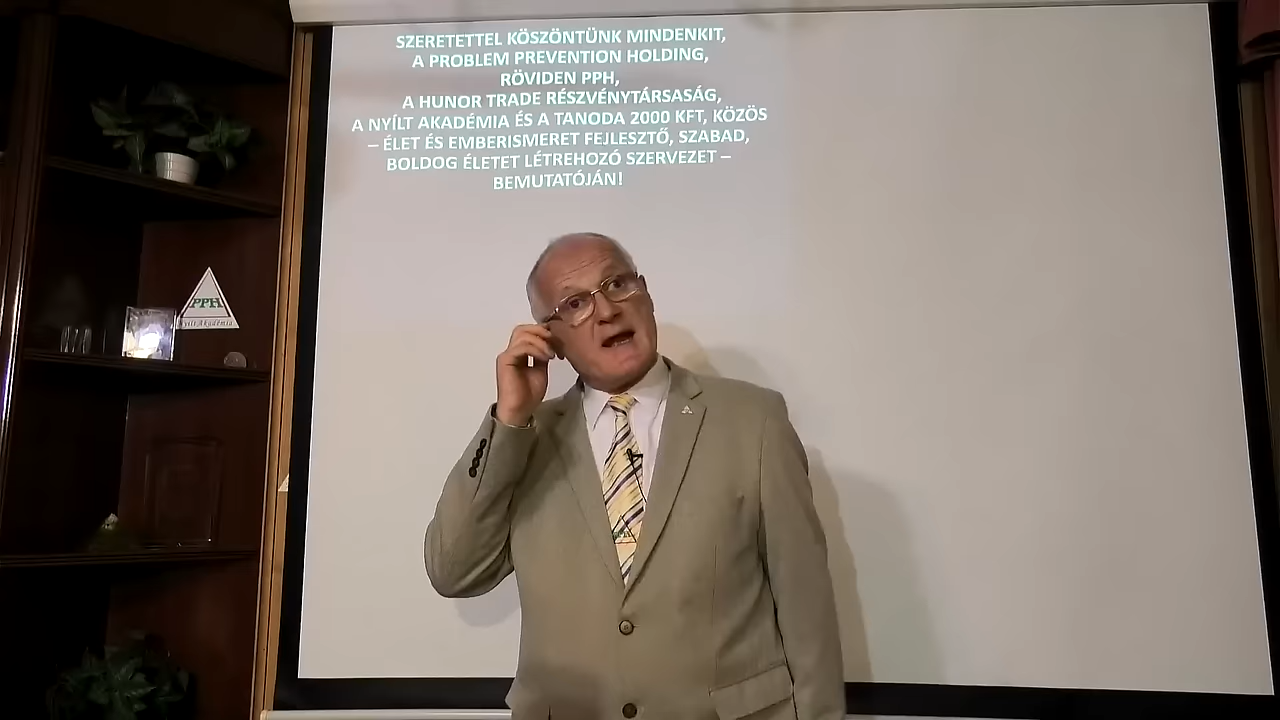 SZERETETTEL KÖSZÖNTÜNK MINDENKIT,
A PROBLEM PREVENTION HOLDING,
RÖVIDEN PPH,
A HUNOR TRADE RÉSZVÉNYTÁRSASÁG,
A NYÍLT AKADÉMIA ÉS A TANODA 2000 KFT, KÖZÖS
– ÉLET ÉS EMBERISMERET FEJLESZTŐ, SZABAD,
BOLDOG ÉLETET LÉTREHOZÓ SZERVEZET –
BEMUTATÓJÁN!
PPH
Nyílt Akadémia